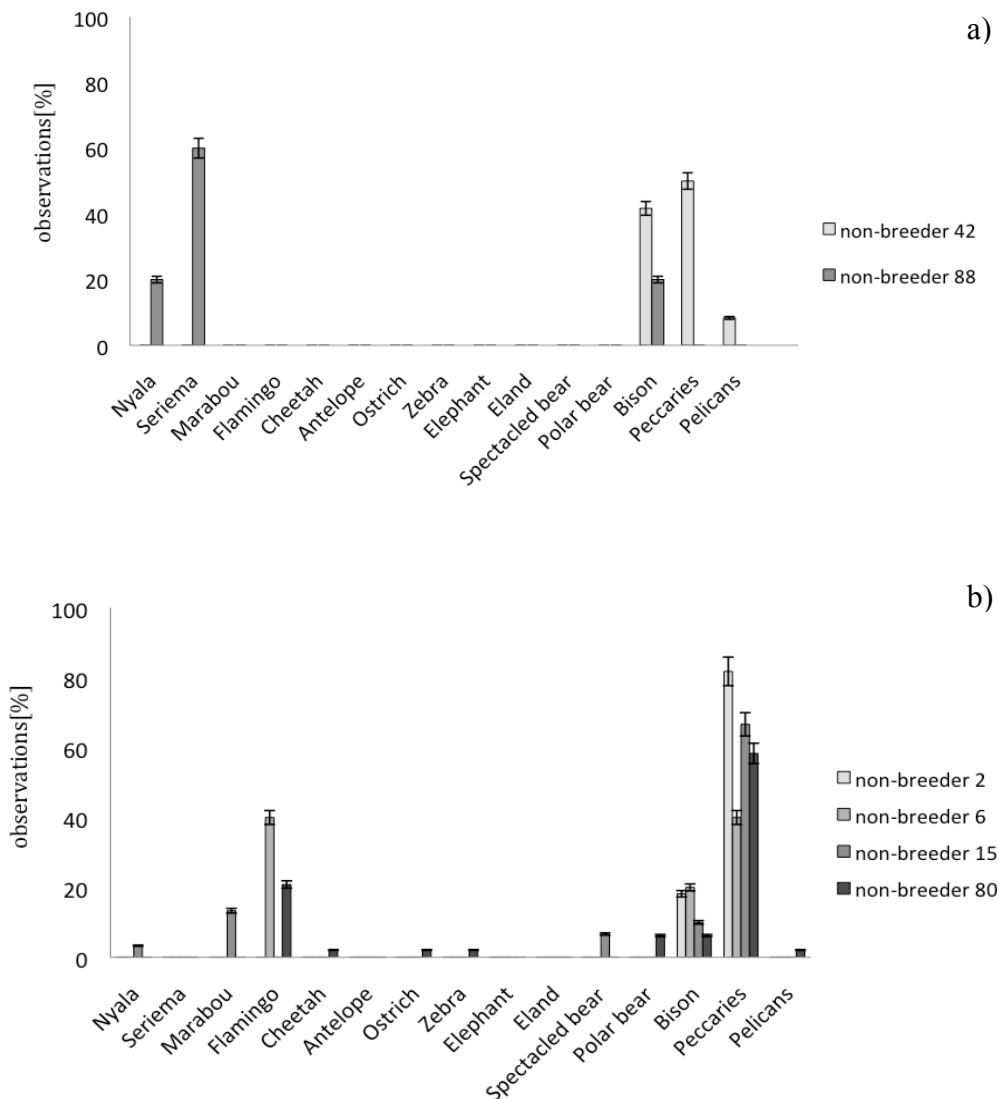 a)
100
80
60
40
20
0
observations[%]
Nyala
Seriema
Marabou
Flamingo
Cheetah
Antelope
Ostrich
Zebra
Elephant
Eland
Spectacled bear
Polar bear
Bison
Peccaries
Pelicans
non-breeder 42
non-breeder 88
b)
100
80
60
40
20
0
observations[%]
Nyala
Seriema
Marabou
Flamingo
Cheetah
Antelope
Ostrich
Zebra
Elephant
Eland
Spectacled bear
Polar bear
Bison
Peccaries
Pelicans
non-breeder 2
non-breeder 6
non-breeder 15
non-breeder 80